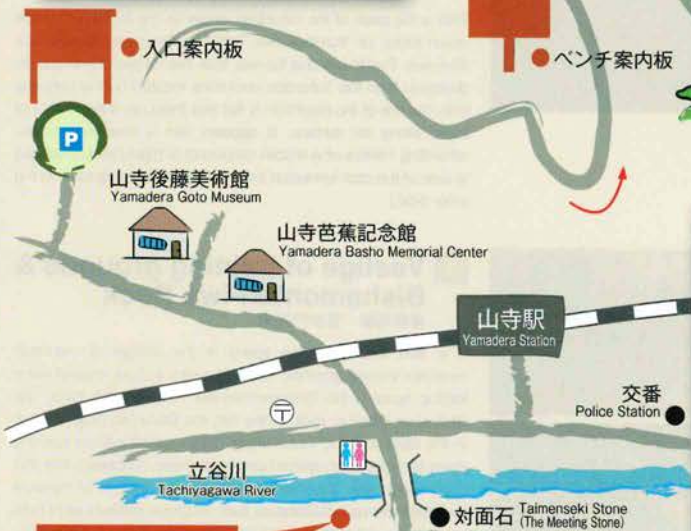 入口案内板
ベンチ案内板
P
山寺後藤美術館
Yamadera Goto Museum
山寺芭蕉記念館
Yamadera Basho Memorial Center
山寺駅
Yamadera Station
交番
Police Station
〒
立谷川
Tachiyagawa River
対面石
Taimenseki Stone
(The Meeting Stone)